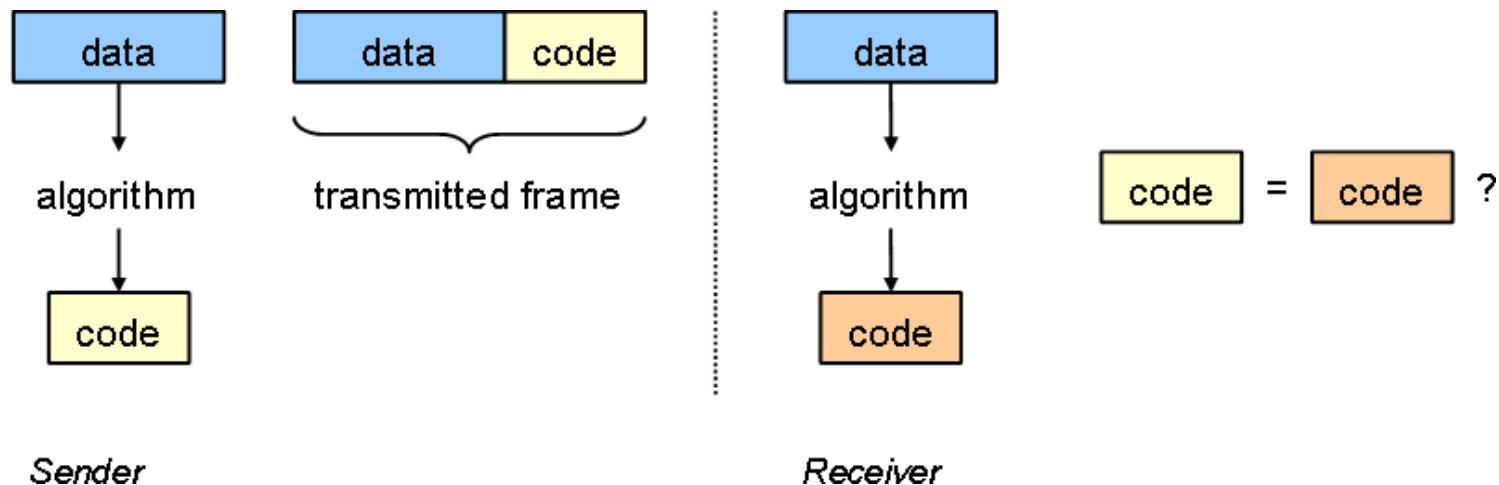 data
data code
data
algorithm
transmitted frame
algorithm
code = code ?
code
code
Sender
Receiver